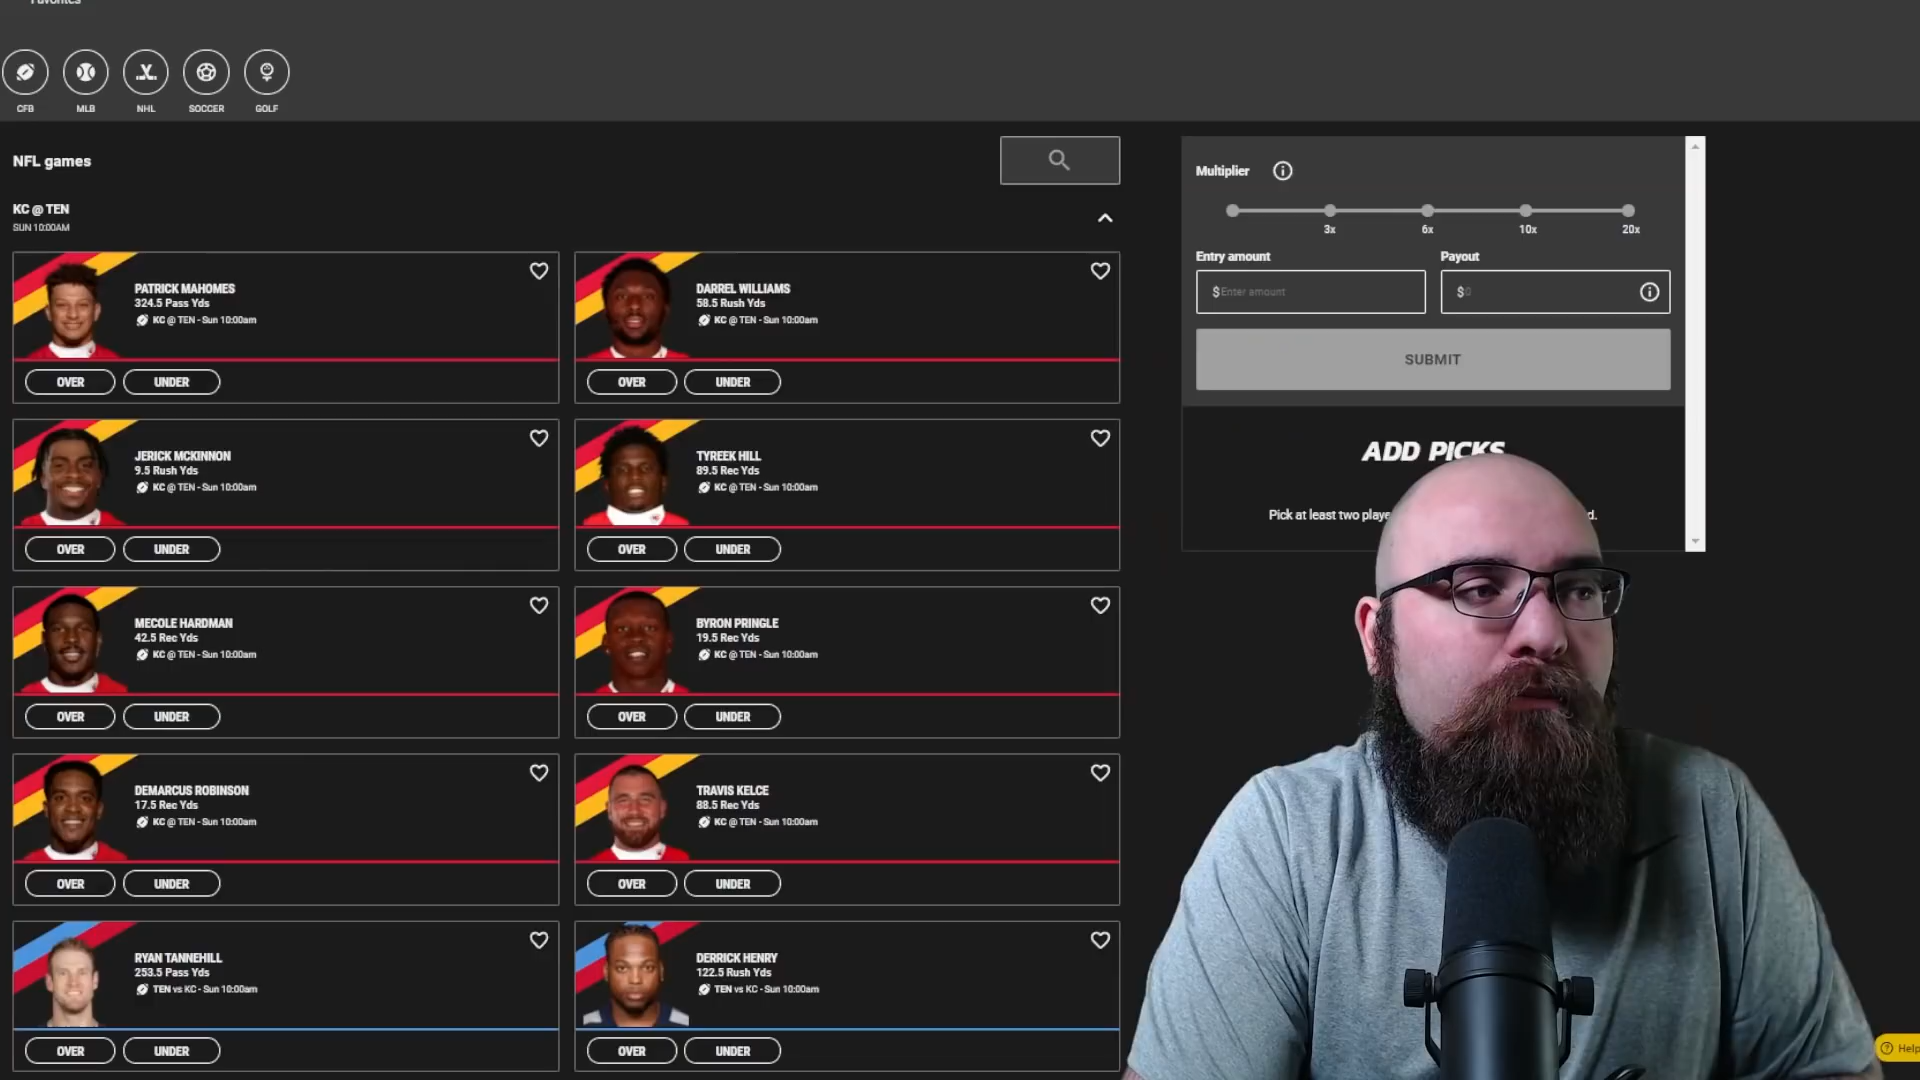 CFB
MLB
NHL
SOCCER
GOLF
NFL games
KC @ TEN
SUN 10:00AM
PATRICK MAHOMES
324.5 Pass Yds
KC @ TEN - Sun 10:00am
OVER
UNDER
DARREL WILLIAMS
58.5 Rush Yds
KC @ TEN - Sun 10:00am
OVER
UNDER
JERICK MCKINNON
9.5 Rush Yds
KC @ TEN - Sun 10:00am
OVER
UNDER
TYREEK HILL
89.5 Rec Yds
KC @ TEN - Sun 10:00am
OVER
UNDER
MECOLE HARDMAN
42.5 Rec Yds
KC @ TEN - Sun 10:00am
OVER
UNDER
BYRON PRINGLE
19.5 Rec Yds
KC @ TEN - Sun 10:00am
OVER
UNDER
DEMARCUS ROBINSON
17.5 Rec Yds
KC @ TEN - Sun 10:00am
OVER
UNDER
TRAVIS KELCE
88.5 Rec Yds
KC @ TEN - Sun 10:00am
OVER
UNDER
RYAN TANNEHILL
253.5 Pass Yds
TEN vs KC - Sun 10:00am
OVER
UNDER
DERRICK HENRY
122.5 Rush Yds
TEN vs KC - Sun 10:00am
OVER
UNDER
Multiplier
3x 6x 10x 20x
Entry amount
$Enter amount
Payout
$0
SUBMIT
ADD PICKS
Pick at least two
Help